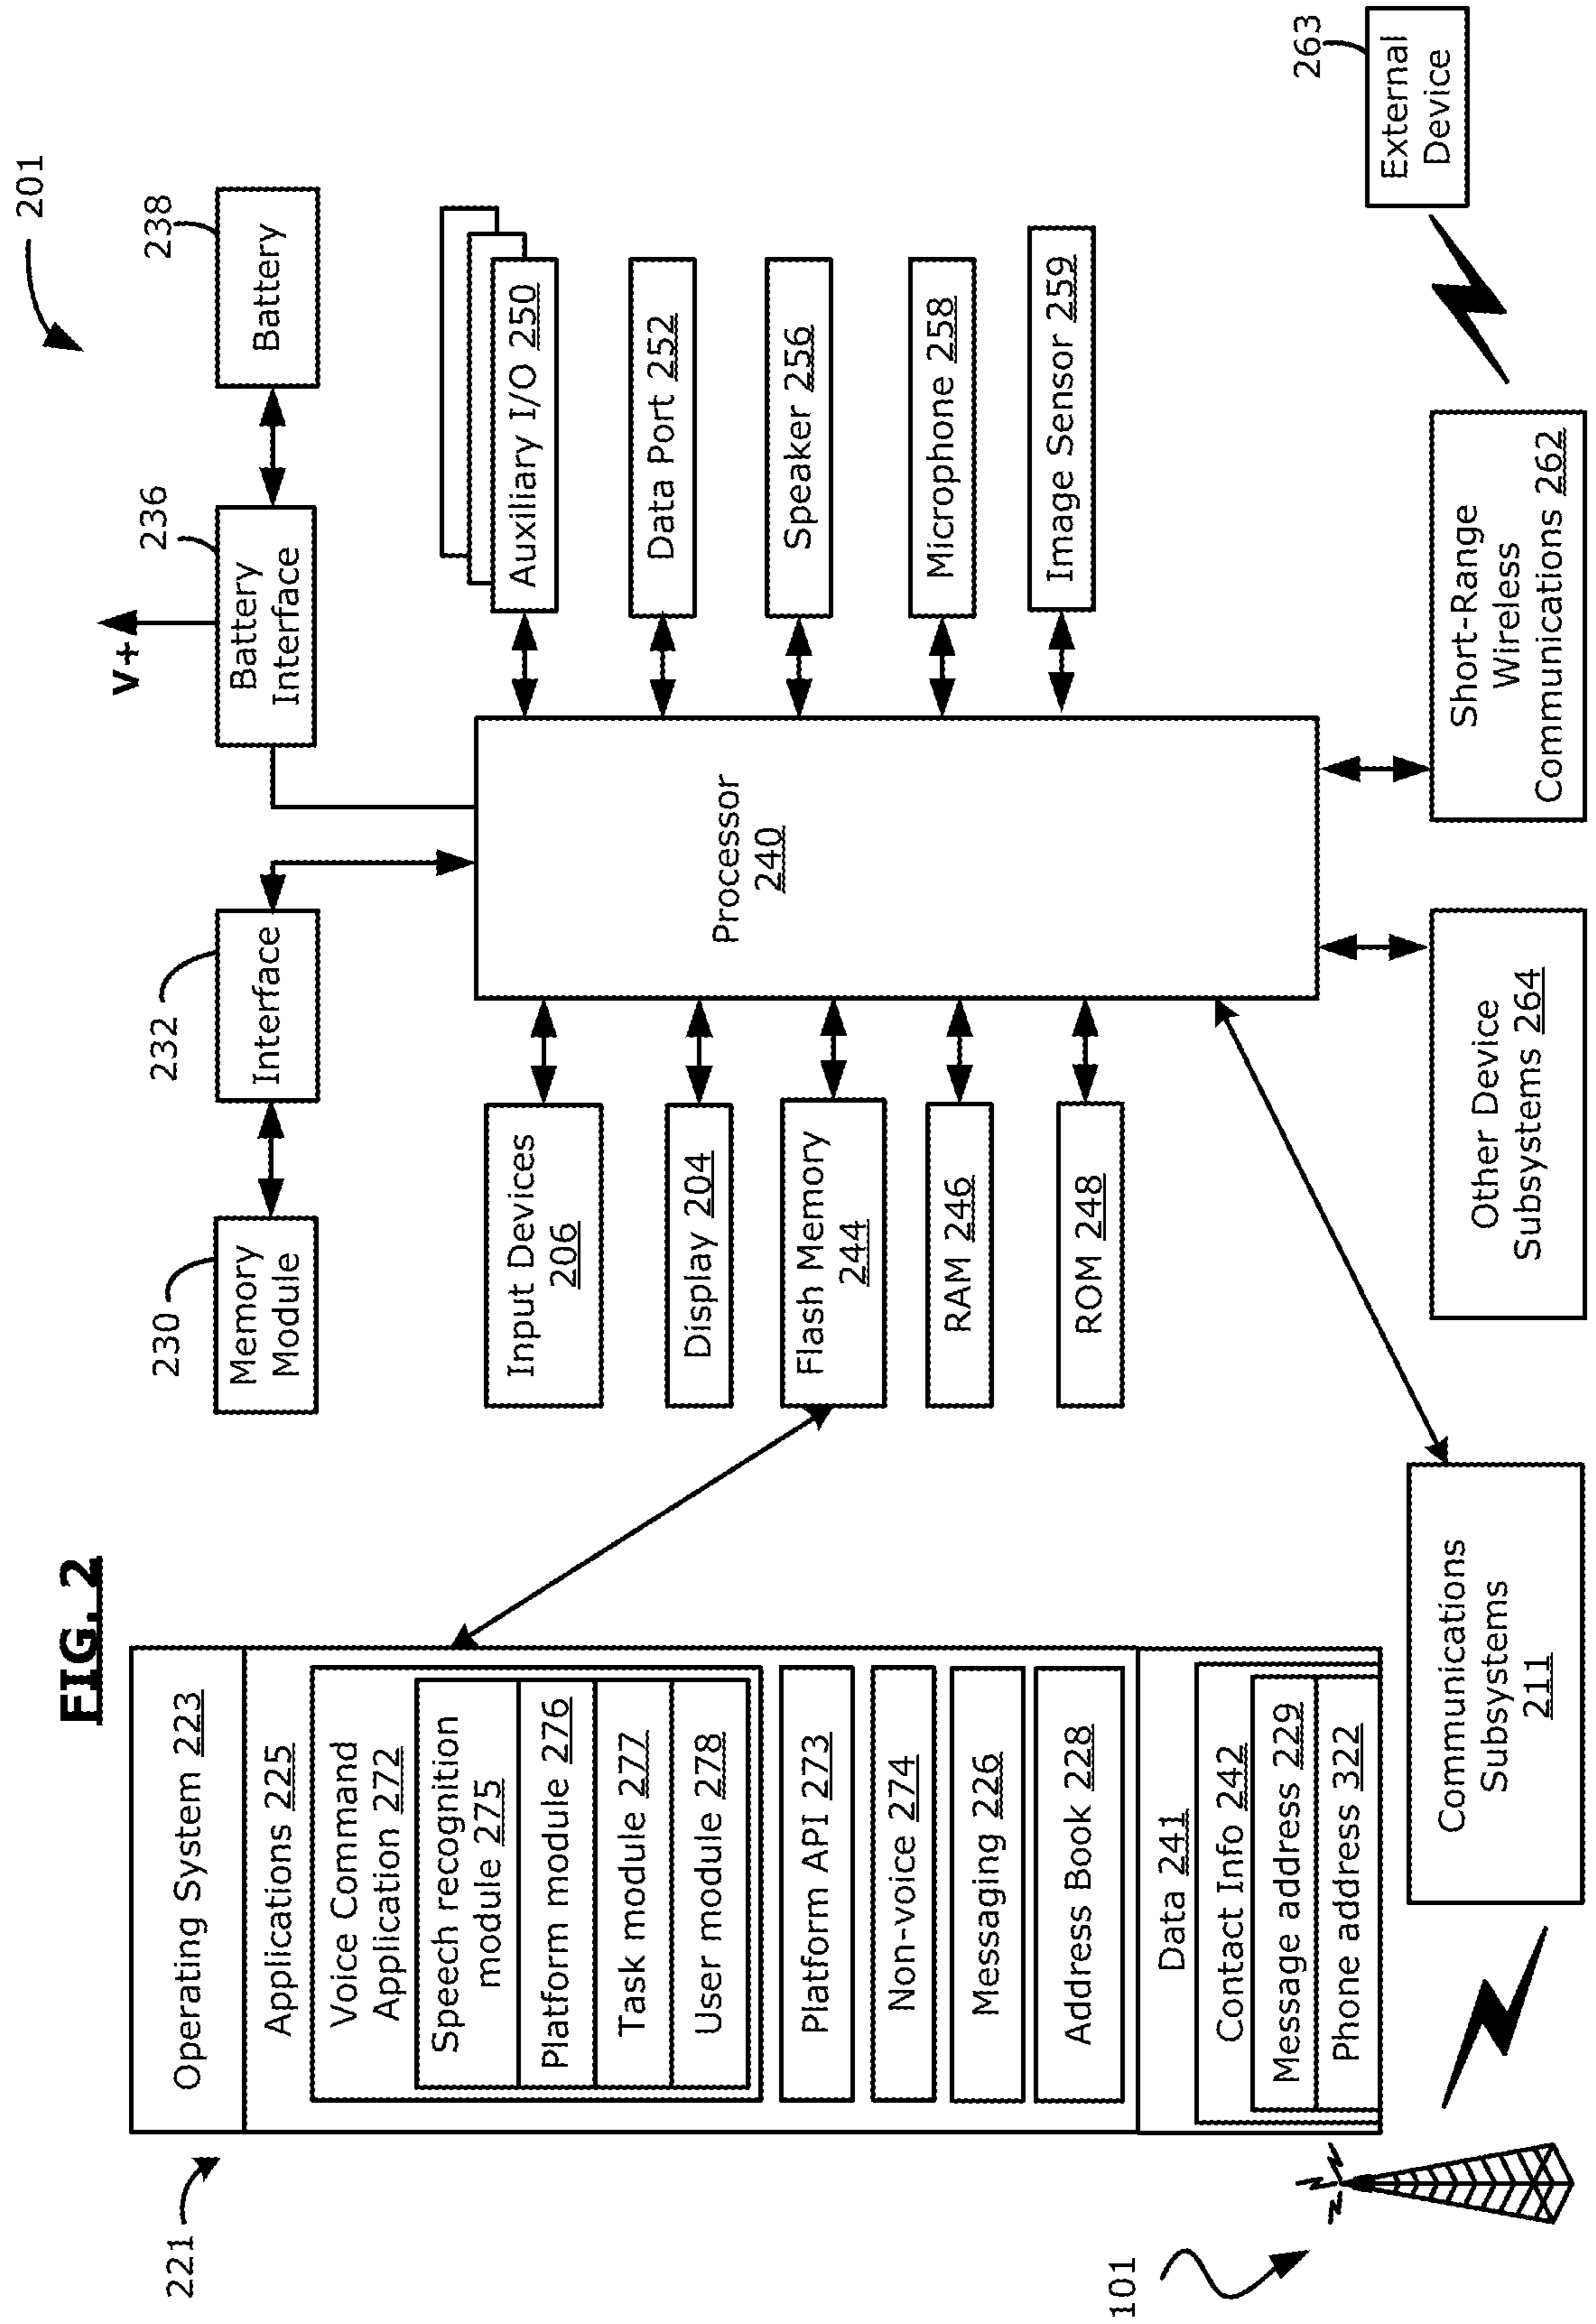 FIG. 2
201
221
Operating System 223
Applications 225
Voice Command
Application 272
Speech recognition
module 275
Platform module 276
Task module 277
User module 278
Platform API 273
Non-voice 274
Messaging 226
Address Book 228
Data 241
Contact Info 242
Message address 229
Phone address 322
101
230
Memory
Module
232
Interface
V+
236
Battery
Interface
238
Battery
Input Devices
206
Display 204
Flash Memory
244
RAM 246
ROM 248
Processor
240
Auxiliary I/O 250
Data Port 252
Speaker 256
Microphone 258
Image Sensor 259
Communications
Subsystems
211
Other Device
Subsystems 264
Short-Range
Wireless
Communications 262
263
External
Device